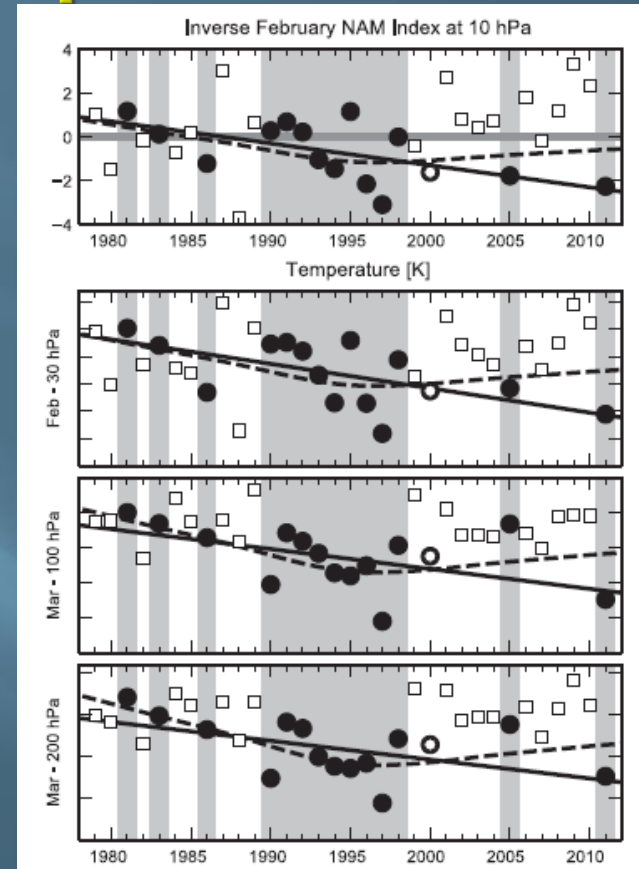 Inverse February NAM Index at 10 hPa
4
2
0
−2
−4
1980 1985 1990 1995 2000 2005 2010
Temperature [K]
Feb - 30 hPa
Mar - 100 hPa
Mar - 200 hPa
1980 1985 1990 1995 2000 2005 2010